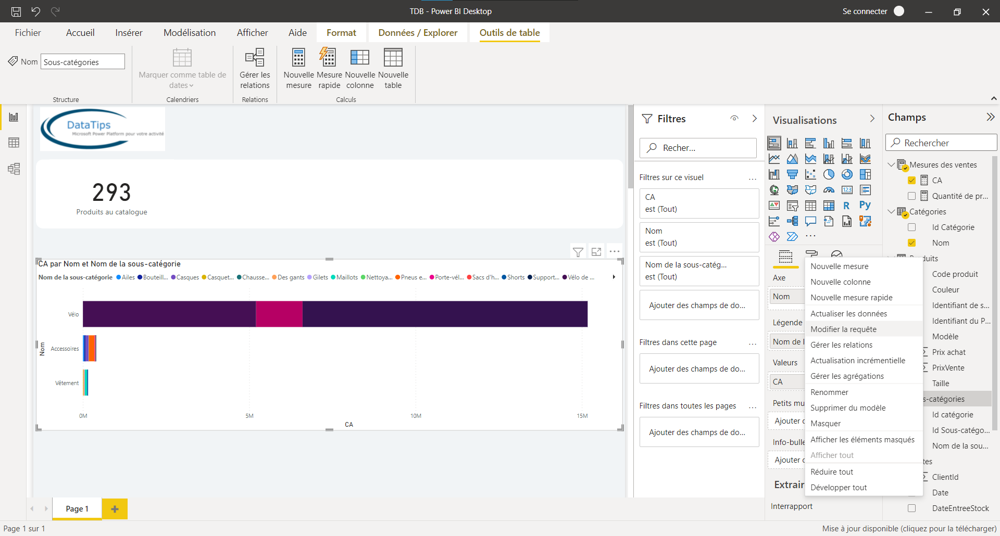 TDB - Power BI Desktop
Se connecter
Fichier
Accueil
Insérer
Modélisation
Afficher
Aide
Format
Données / Explorer
Outils de table
Nom
Sous-catégories
Structure
Marquer comme table de
dates
Calendriers
Gérer les
relations
Relations
Nouvelle
mesure
Mesure
rapide
Nouvelle
colonne
Nouvelle
table
Calculs
DataTips
Microsoft Power Platform pour votre activité
293
Produits au catalogue
CA par Nom et Nom de la sous-catégorie
Nom de la sous-catégorie Ailes Bouteill... Casques Casquet... Chausse... Des gants Gilets Maillots Nettoya... Pneus e... Porte-vél... Sacs d'h... Shorts Support... Vélo de ...
Nom
Vélo
Accessoires
Vêtement
0M
5M
10M
15M
CA
Filtres
Recher...
Filtres sur ce visuel ...
CA
est (Tout)
Nom
est (Tout)
Nom de la sous-catég...
est (Tout)
Ajouter des champs de do...
Filtres dans cette page ...
Ajouter des champs de do...
Filtres dans toutes les pages ...
Ajouter des champs de do...
Visualisations
123
R
Py
...
Axe
Nom
Légende
Nom de l
Valeurs
CA
Petits mu
Ajouter d
Info-bulle
Ajouter d
Extrair
Interrapport
Nouvelle mesure
Nouvelle colonne
Nouvelle mesure rapide
Actualiser les données
Modifier la requête
Gérer les relations
Actualisation incrémentielle
Gérer les agrégations
Renommer
Supprimer du modèle
Masquer
Afficher les éléments masqués
Afficher tout
Réduire tout
Développer tout
Champs
Rechercher
Mesures des ventes
CA
Quantité de pr...
Catégories
Id Catégorie
Nom
oduits
Code produit
Couleur
Identifiant de s...
Identifiant du P...
Modèle
Prix achat
PrixVente
Taille
s-catégories
Id catégorie
Id Sous-catégo...
Nom de la sou...
tes
ClientId
Date
DateEntreeStock
Page 1
Page 1 sur 1
Mise à jour disponible (cliquez pour la télécharger)